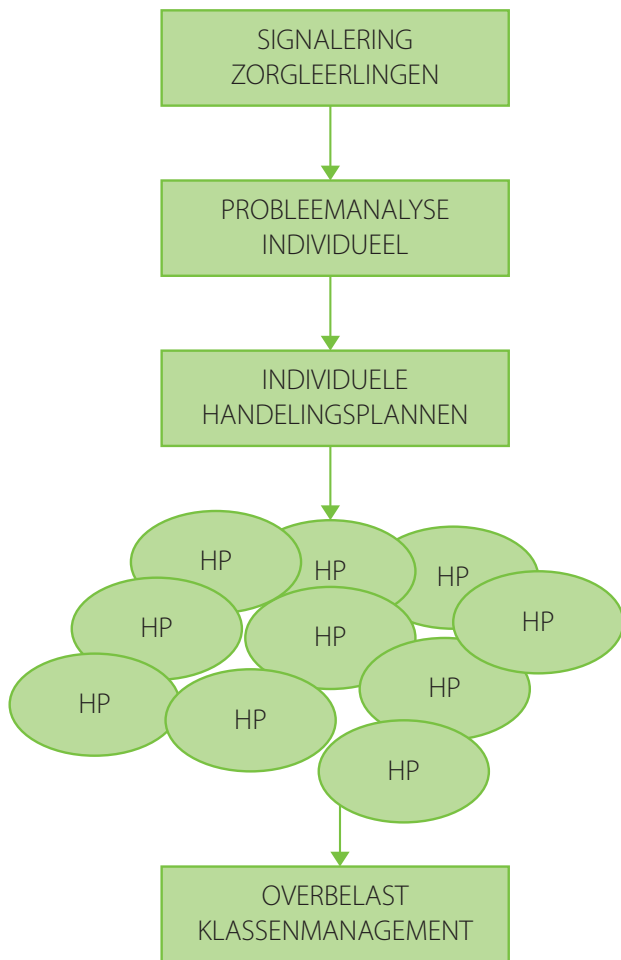 SIGNALERING
ZORGLEERLINGEN
PROBLEEMANALYSE
INDIVIDUEEL
INDIVIDUELE
HANDELINGSPLANNEN
HP
HP
HP
HP
HP
HP
HP
HP
HP
HP
OVERBELAST
KLASSENMANAGEMENT